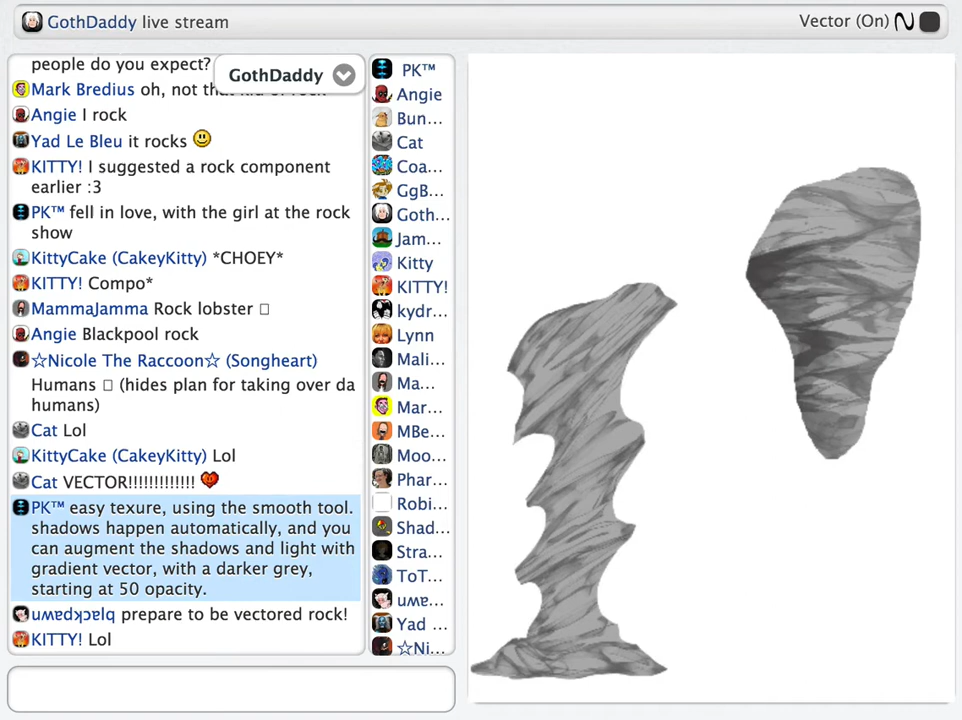 GothDaddy live stream
Vector (On)
people do you expect?
GothDaddy
Mark Bredius oh, not that kid of rock
Angie I rock
Yad Le Bleu it rocks
KITTY! I suggested a rock component
earlier :3
PK™ fell in love, with the girl at the rock
show
KittyCake (CakeyKitty) *CHOEY*
KITTY! Compo*
MammaJamma Rock lobster
Angie Blackpool rock
☆Nicole The Raccoon☆ (Songheart)
Humans (hides plan for taking over da
humans)
Cat Lol
KittyCake (CakeyKitty) Lol
Cat VECTOR!!!!!!!!!!!!!
PK™ easy texure, using the smooth tool.
shadows happen automatically, and you
can augment the shadows and light with
gradient vector, with a darker grey,
starting at 50 opacity.
uɯɐdʞɔɐlq prepare to be vectored rock!
KITTY! Lol
PK™
Angie
Bun...
Cat
Coa...
GgB...
Goth...
Jam...
Kitty
KITTY!
kydr...
Lynn
Mali...
Ma...
Mar...
MBe...
Moo...
Phar...
Robi...
Shad...
Stra...
ToT...
uɯɐ...
Yad ...
☆Ni...